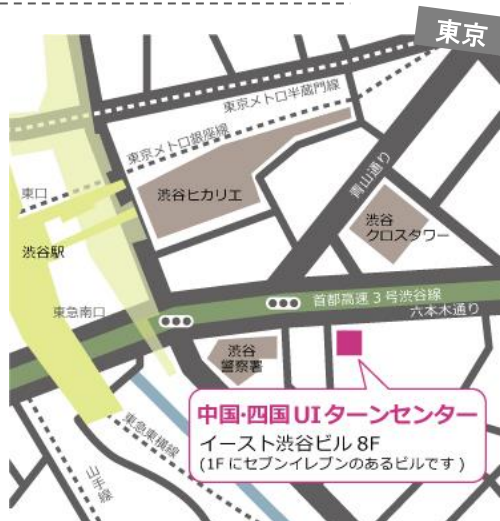 東京
東京メトロ半蔵門線
東京メトロ銀座線
東口
渋谷ヒカリエ
青山通り
渋谷
クロスタワー
渋谷駅
東急南口
首都高速3号渋谷線
六本木通り
渋谷
警察署
中国・四国UIターンセンター
イースト渋谷ビル 8F
(1Fにセブンイレブンのあるビルです)
東急東横線
山手線